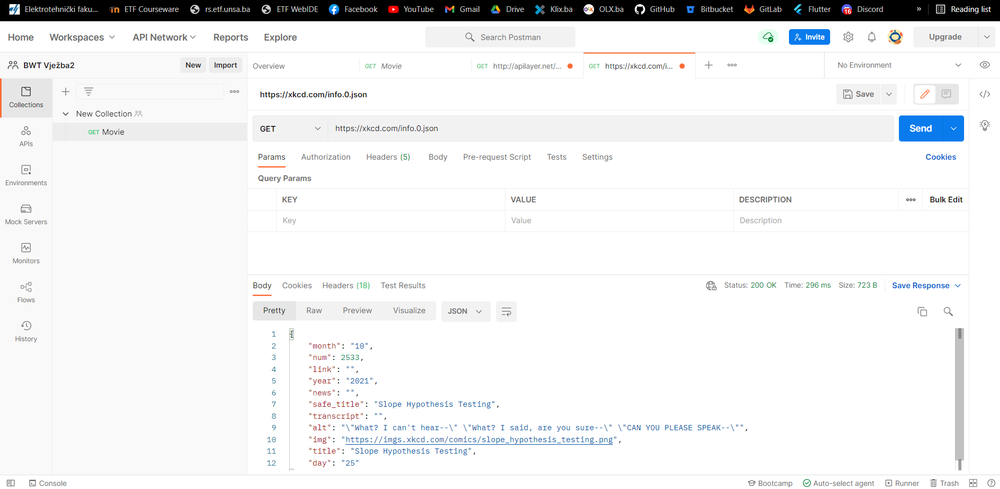 Elektrotehnički faku... ETF Courseware rs.etf.unsa.ba ETF WebIDE Facebook YouTube Gmail Drive Klix.ba OLX.ba GitHub Bitbucket GitLab Flutter 16 Discord » Reading list
Home Workspaces API Network Reports Explore Search Postman Invite Upgrade
BWT Vježba2 New Import Overview GET Movie GET http://apilayer.net/... GET https://xkcd.com/i... No Environment
Collections
New Collection
GET Movie
APIs
Environments
Mock Servers
Monitors
Flows
History
https://xkcd.com/info.0.json Save
GET https://xkcd.com/info.0.json Send
Params Authorization Headers (5) Body Pre-request Script Tests Settings Cookies
Query Params
KEY VALUE DESCRIPTION Bulk Edit
Key Value Description
Body Cookies Headers (18) Test Results Status: 200 OK Time: 296 ms Size: 723 B Save Response
Pretty Raw Preview Visualize JSON
1 {
2 "month": "10",
3 "num": 2533,
4 "link": "",
5 "year": "2021",
6 "news": "",
7 "safe_title": "Slope Hypothesis Testing",
8 "transcript": "",
9 "alt": "\"What? I can't hear--\" \"What? I said, are you sure--\" \"CAN YOU PLEASE SPEAK--\"",
10 "img": "https://imgs.xkcd.com/comics/slope_hypothesis_testing.png",
11 "title": "Slope Hypothesis Testing",
12 "day": "25"
Console Bootcamp Auto-select agent Runner Trash